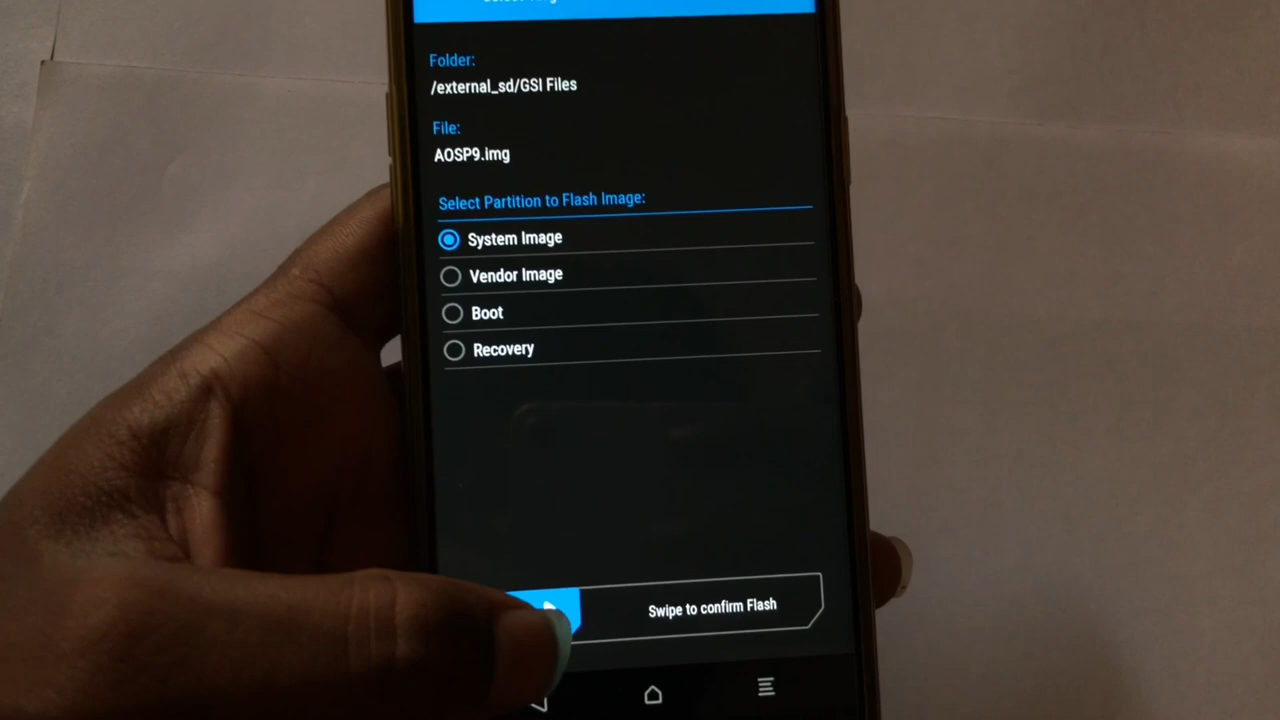 Folder:
/external_sd/GSI Files
File:
AOSP9.img
Select Partition to Flash Image:
System Image
Vendor Image
Boot
Recovery
Swipe to confirm Flash